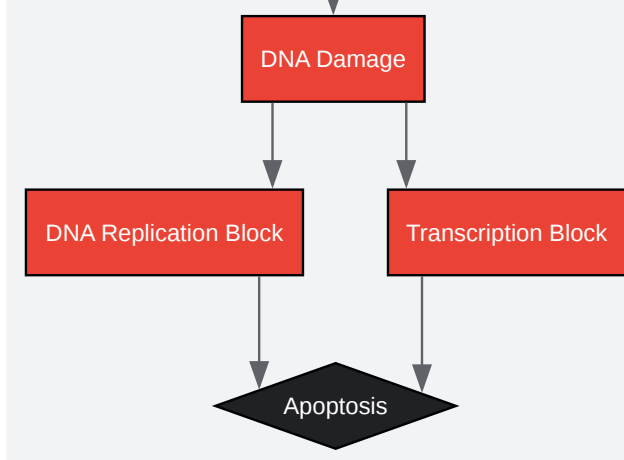 DNA Damage
DNA Replication Block
Transcription Block
Apoptosis